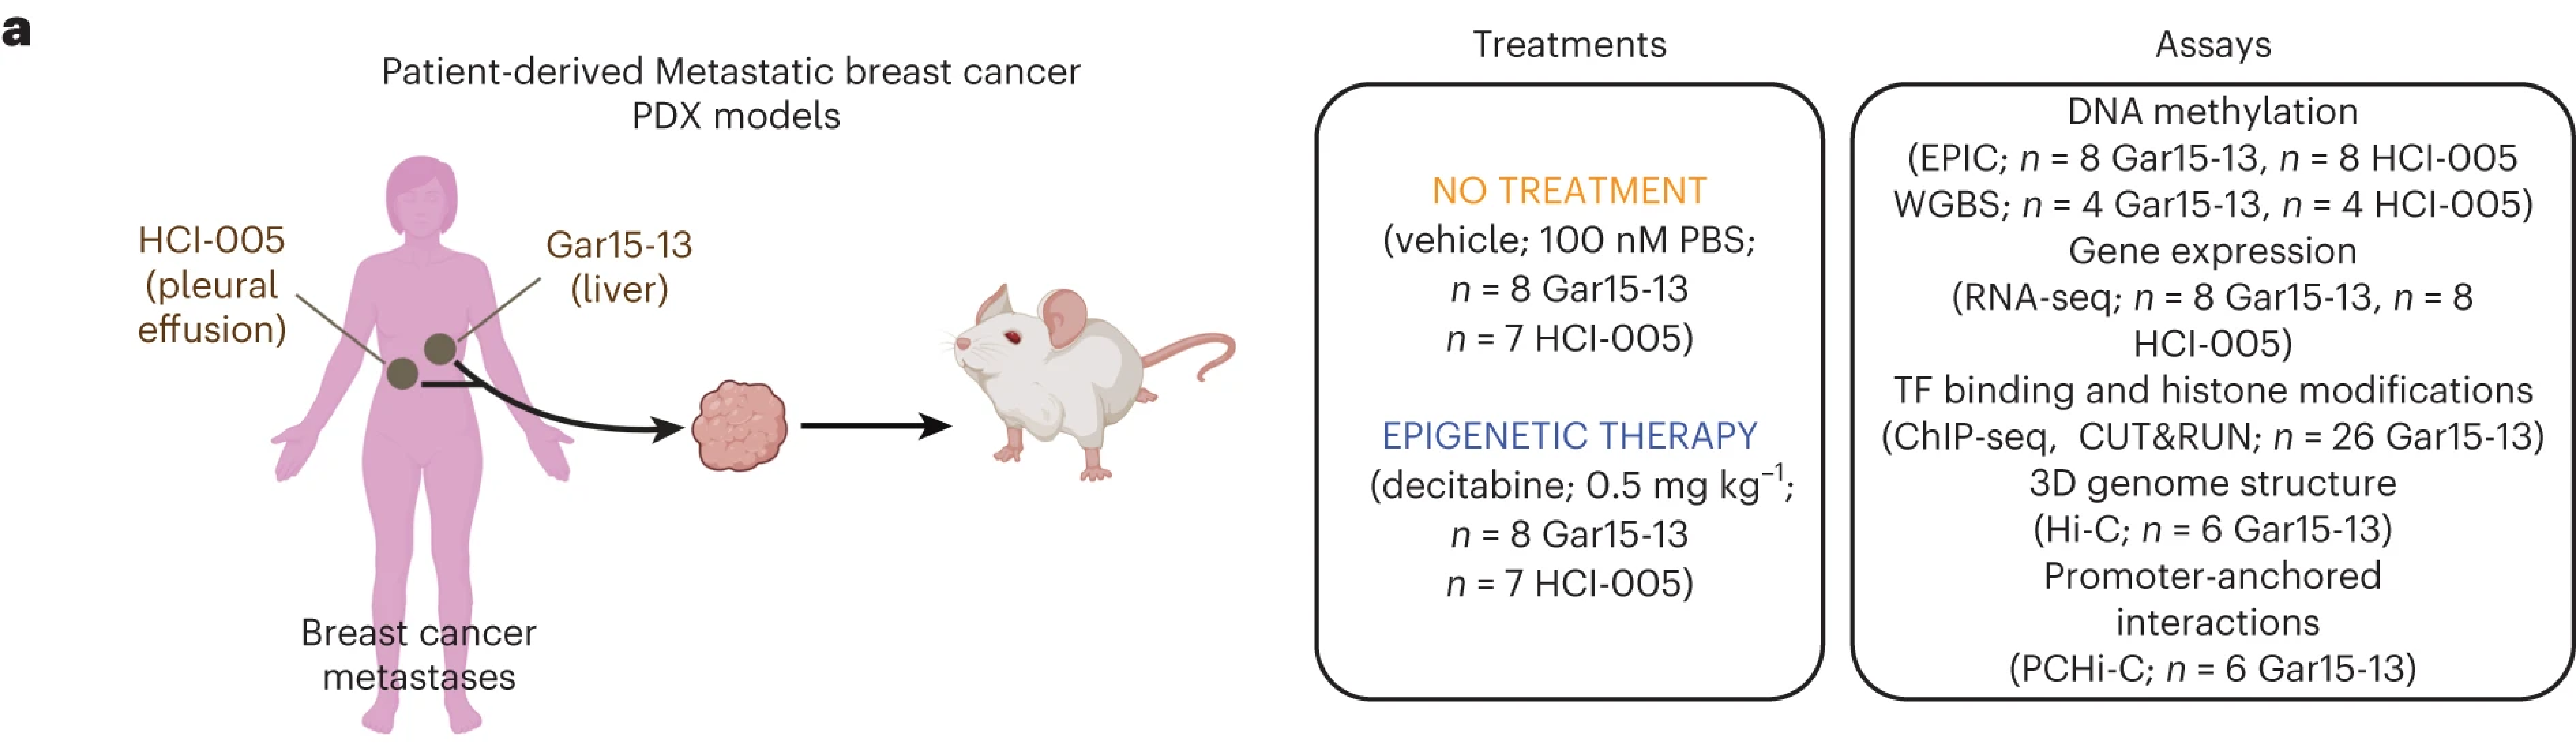 a
Patient-derived Metastatic breast cancer
PDX models
HCI-005
(pleural
effusion)
Gar15-13
(liver)
Breast cancer
metastases
Treatments
NO TREATMENT
(vehicle; 100 nM PBS;
n = 8 Gar15-13
n = 7 HCI-005)
EPIGENETIC THERAPY
(decitabine; 0.5 mg kg⁻¹;
n = 8 Gar15-13
n = 7 HCI-005)
Assays
DNA methylation
(EPIC; n = 8 Gar15-13, n = 8 HCI-005
WGBS; n = 4 Gar15-13, n = 4 HCI-005)
Gene expression
(RNA-seq; n = 8 Gar15-13, n = 8
HCI-005)
TF binding and histone modifications
(ChIP-seq, CUT&RUN; n = 26 Gar15-13)
3D genome structure
(Hi-C; n = 6 Gar15-13)
Promoter-anchored
interactions
(PCHi-C; n = 6 Gar15-13)